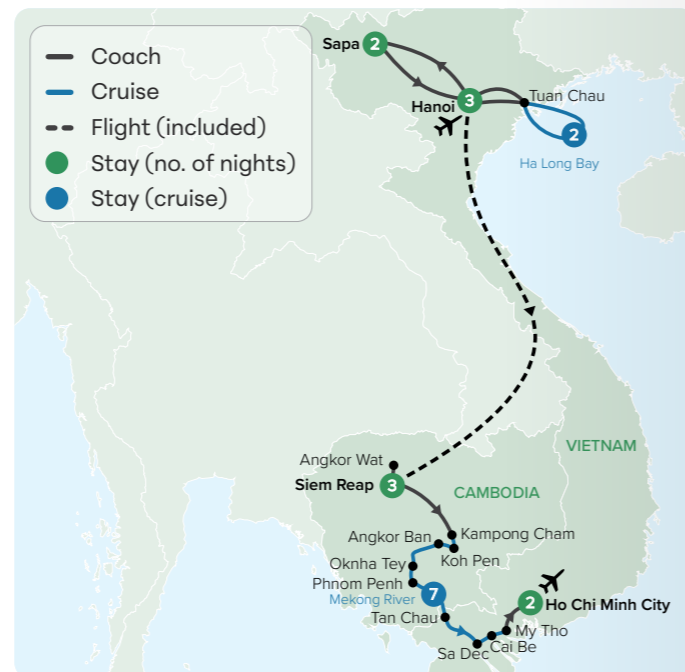 Coach
Cruise
Flight (included)
Stay (no. of nights)
Stay (cruise)
Sapa
2
Hanoi
3
Tuan Chau
2
Ha Long Bay
VIETNAM
Angkor Wat
Siem Reap
3
CAMBODIA
Kampong Cham
Angkor Ban
Koh Pen
Oknha Tey
Phnom Penh
Mekong River
7
2
Ho Chi Minh City
Tan Chau
My Tho
Cai Be
Sa Dec